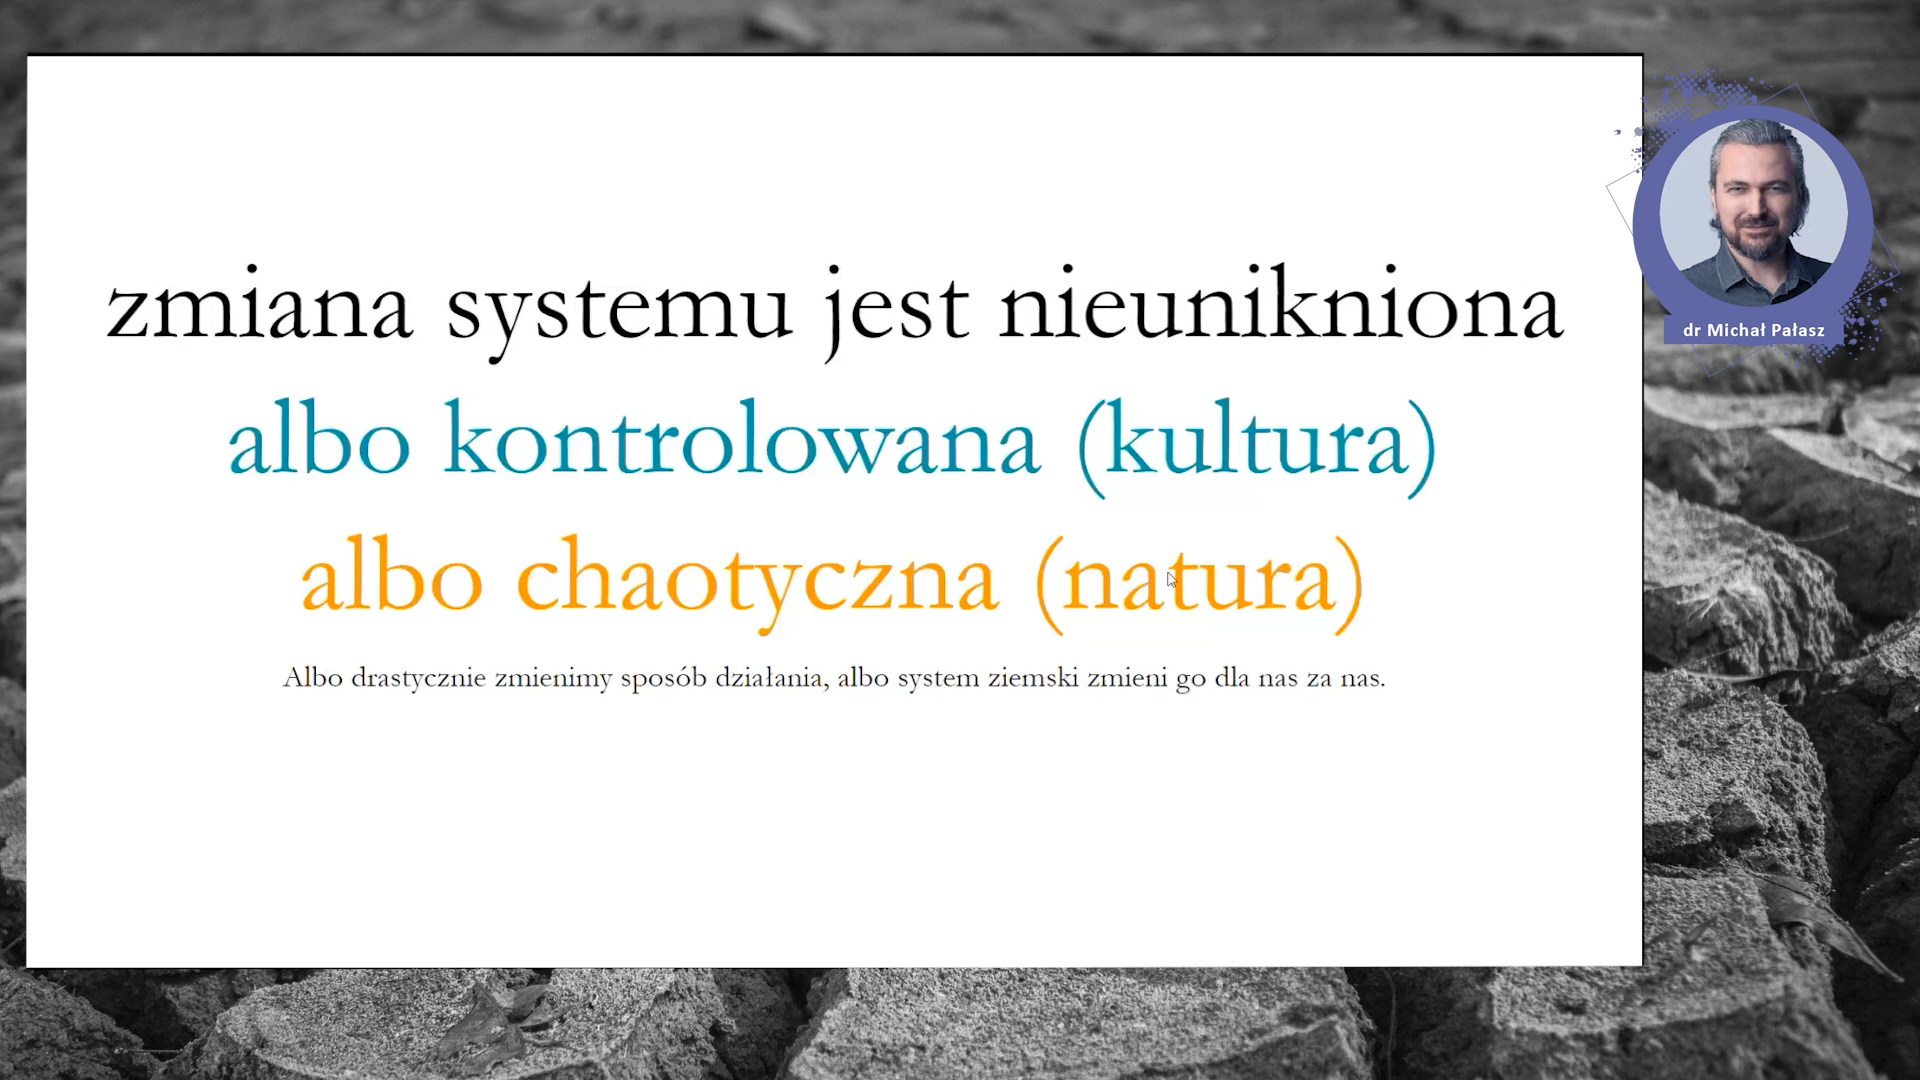 zmiana systemu jest nieunikniona
albo kontrolowana (kultura)
albo chaotyczna (natura)
Albo drastycznie zmienimy sposób działania, albo system ziemski zmieni go dla nas za nas.
dr Michał Pałasz